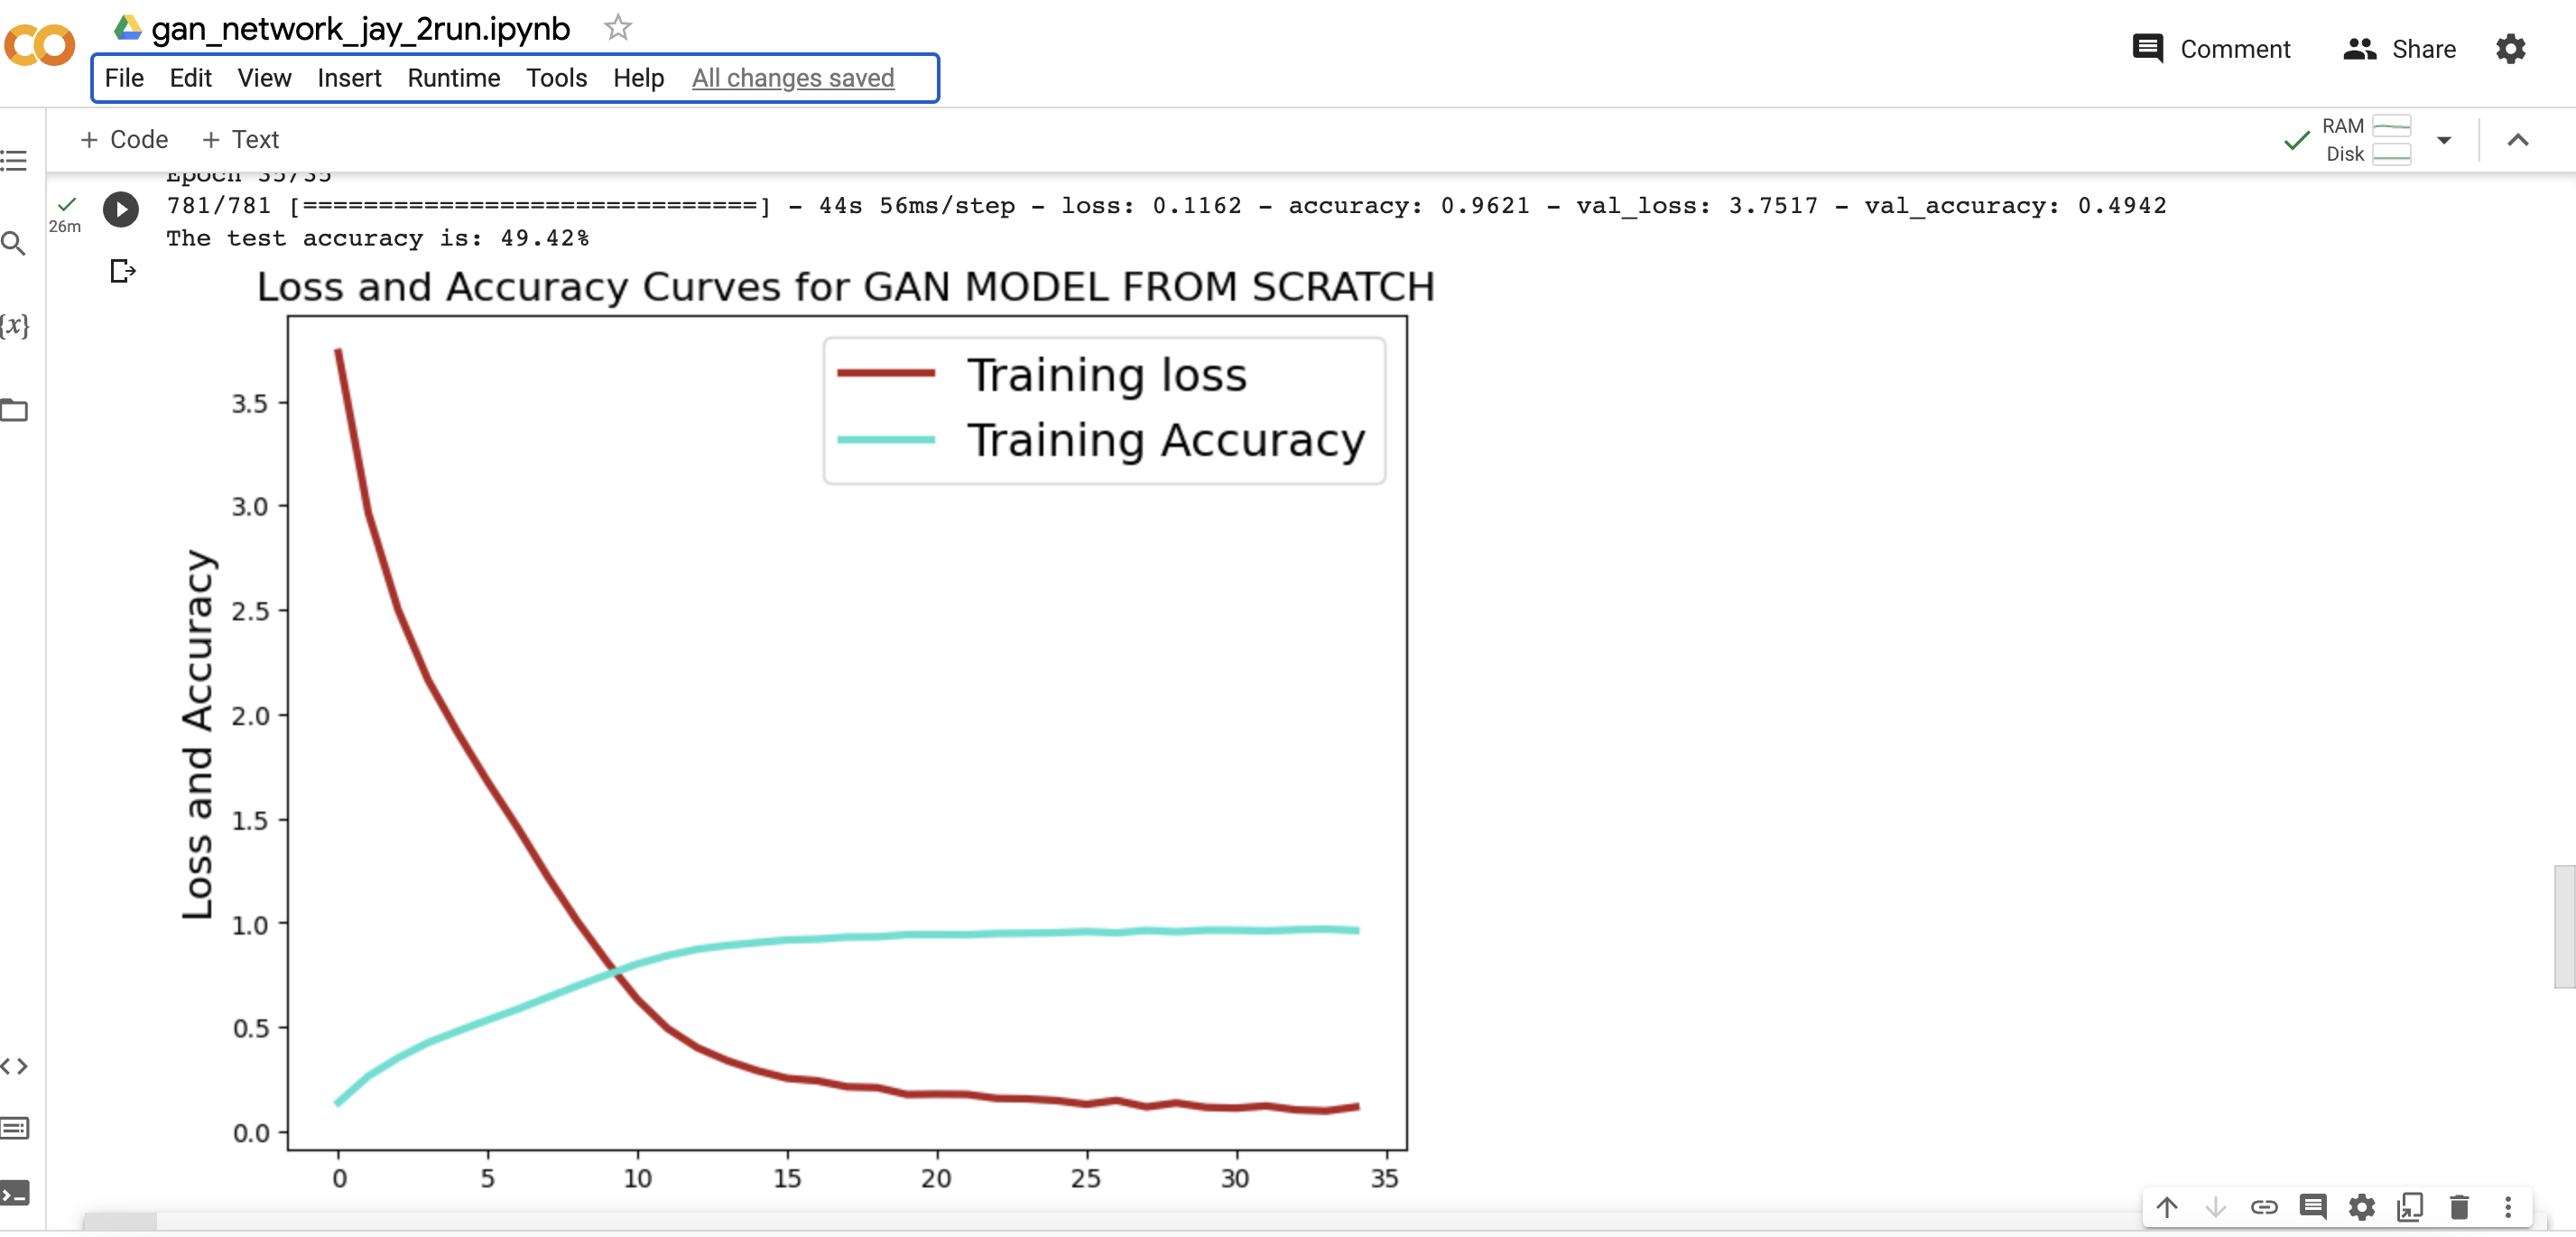 gan_network_jay_2run.ipynb
File Edit View Insert Runtime Tools Help All changes saved
Comment Share
+ Code + Text
RAM
Disk
Epoch 35/35
26m
781/781 [==============================] - 44s 56ms/step - loss: 0.1162 - accuracy: 0.9621 - val_loss: 3.7517 - val_accuracy: 0.4942
The test accuracy is: 49.42%
{x}
Loss and Accuracy Curves for GAN MODEL FROM SCRATCH
Training loss
Training Accuracy
Loss and Accuracy
3.5
3.0
2.5
2.0
1.5
1.0
0.5
0.0
0 5 10 15 20 25 30 35